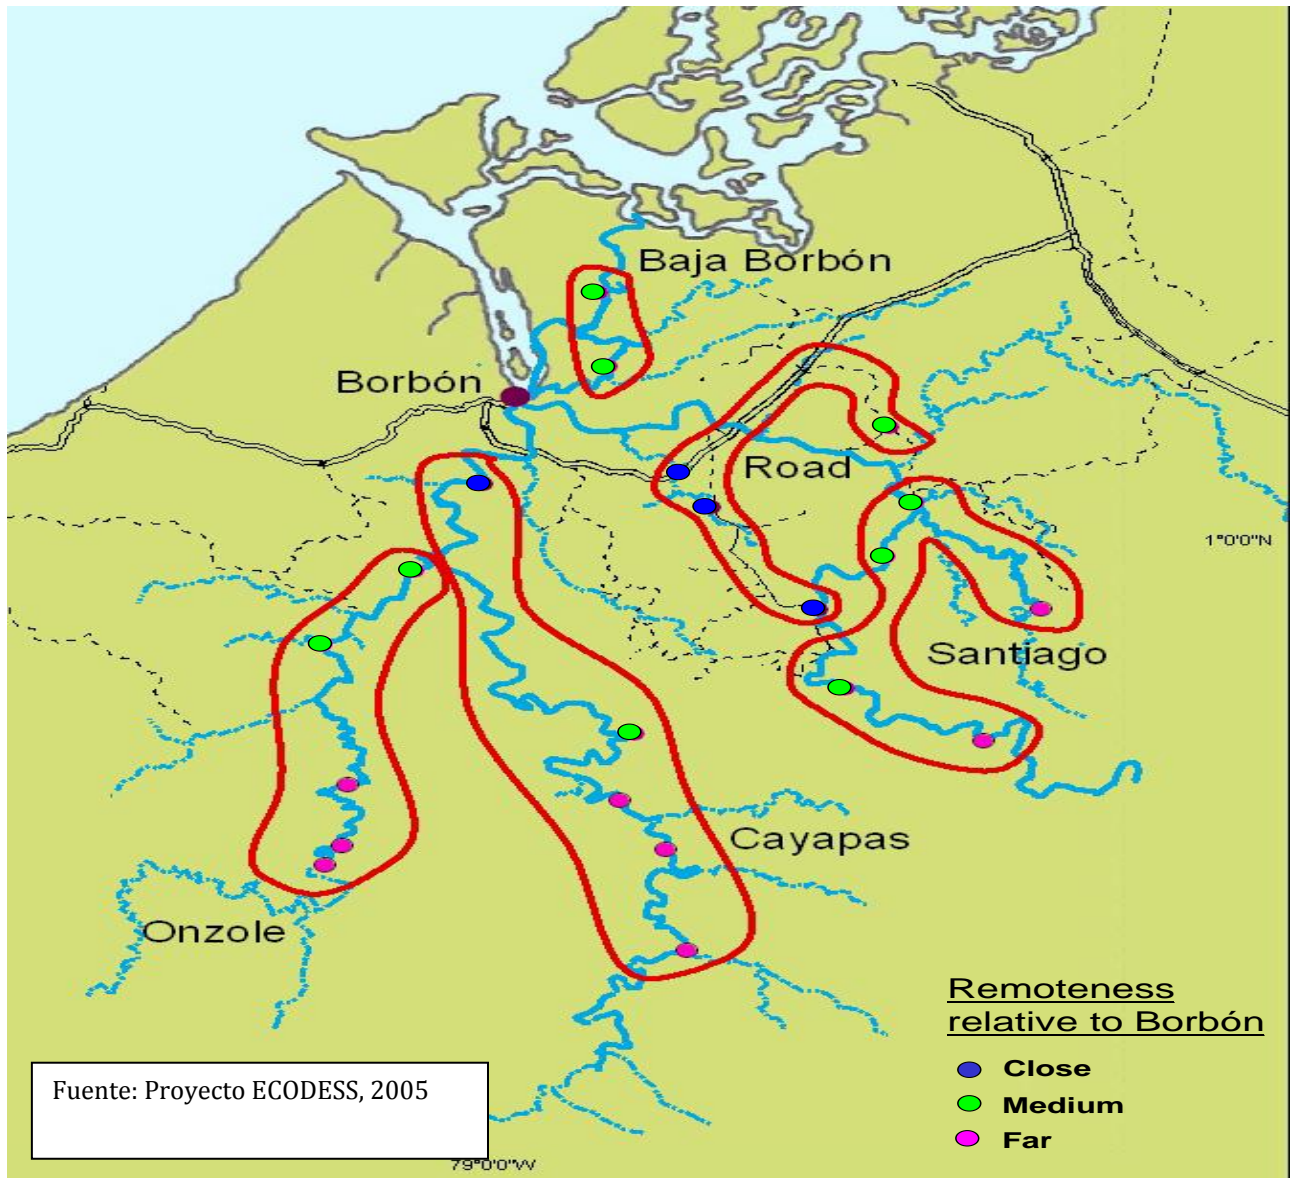 Baja Borbón
Borbón
Road
1°0'0"N
Santiago
Cayapas
Onzole
Remoteness
relative to Borbón
Close
Medium
Far
Fuente: Proyecto ECODESS, 2005
79°0'0"W